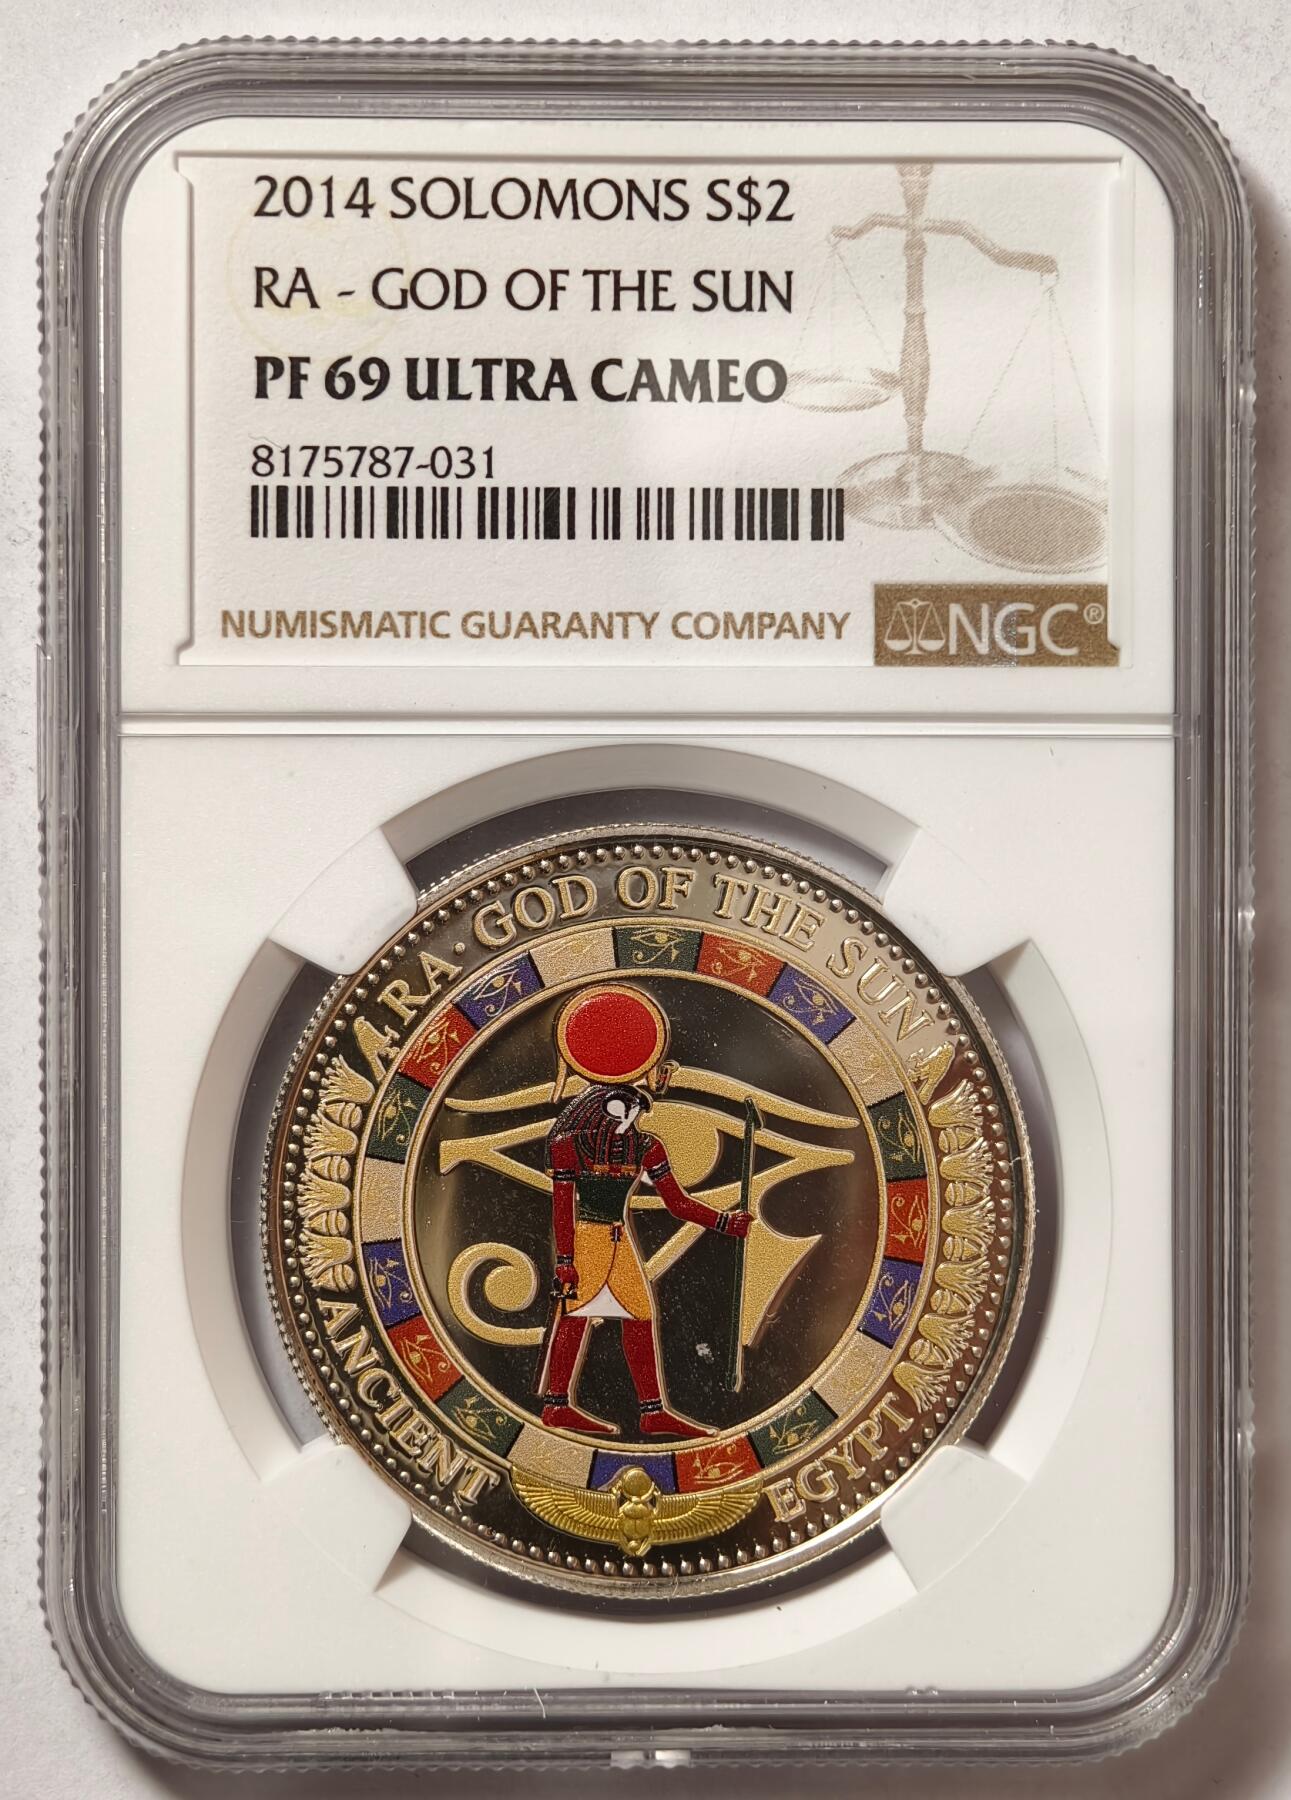 2014 SOLOMONS S$2
RA - GOD OF THE SUN
PF 69 ULTRA CAMEO
8175787-031
NUMISMATIC GUARANTY COMPANY
NGC®
RA · GOD OF THE SUN
ANCIENT EGYPT